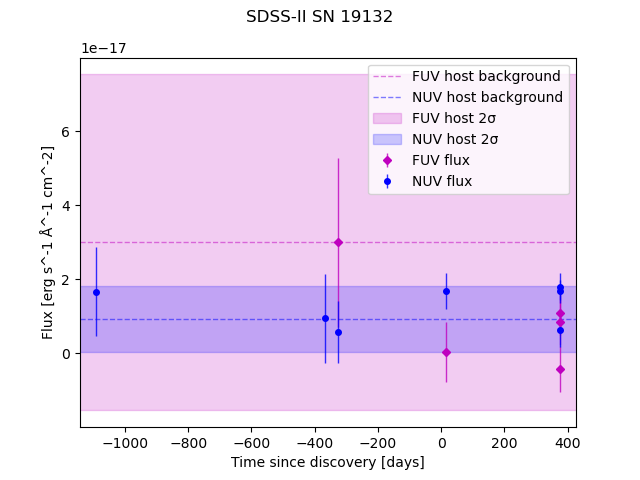 SDSS-II SN 19132
1e−17
FUV host background
NUV host background
FUV host 2σ
NUV host 2σ
FUV flux
NUV flux
Flux [erg s^-1 Å^-1 cm^-2]
6
4
2
0
−1000 −800 −600 −400 −200 0 200 400
Time since discovery [days]